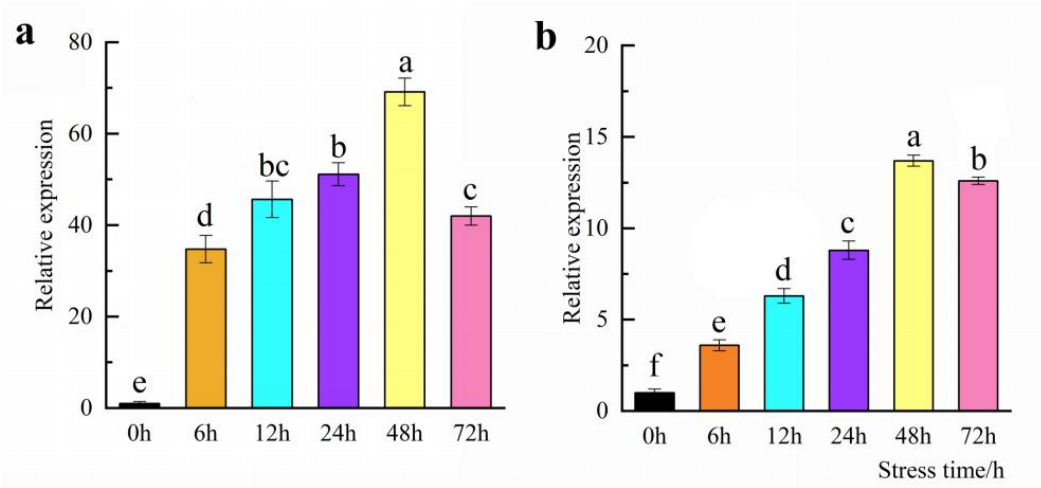 a
Relative expression
80
60
40
20
0
e
d
bc
b
a
c
0h 6h 12h 24h 48h 72h
b
Relative expression
20
15
10
5
0
f
e
d
c
a
b
0h 6h 12h 24h 48h 72h
Stress time/h